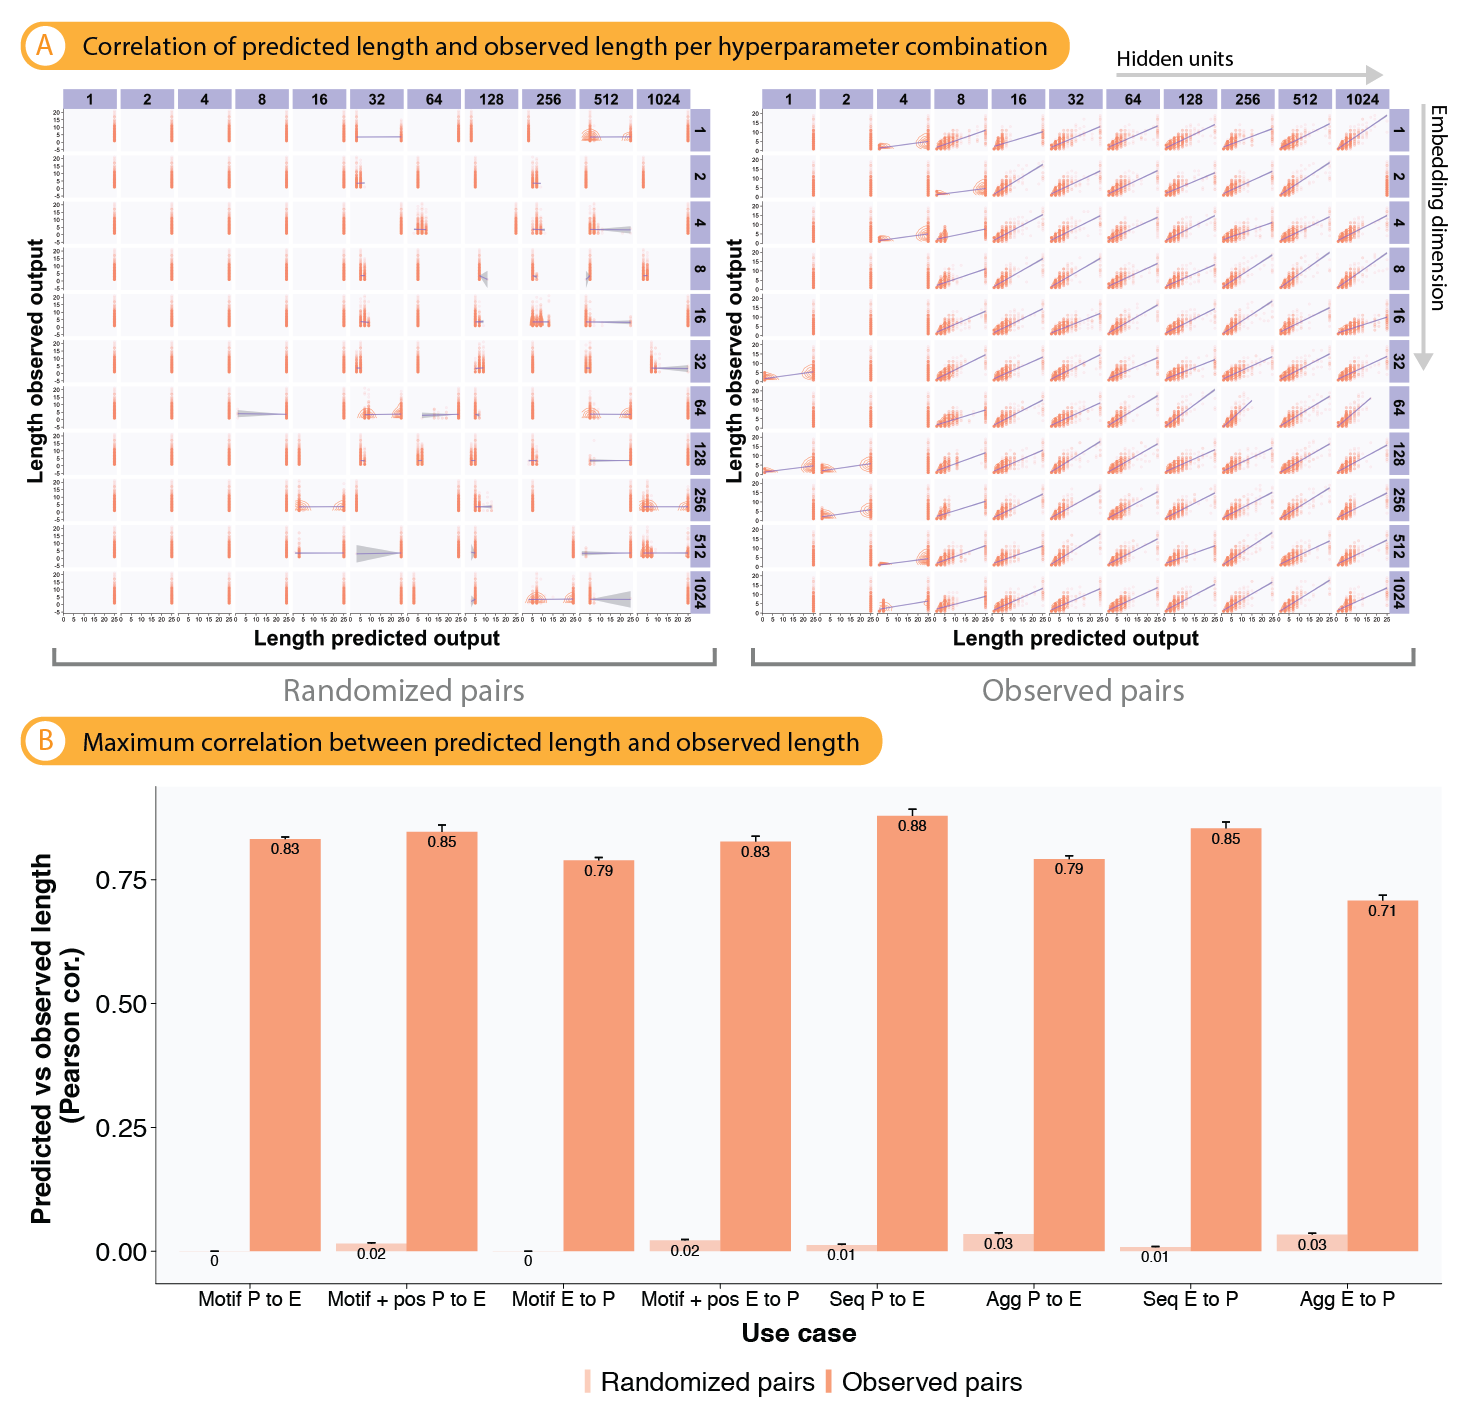 A Correlation of predicted length and observed length per hyperparameter combination
Hidden units
1 2 4 8 16 32 64 128 256 512 1024
1 2 4 8 16 32 64 128 256 512 1024
1
2
4
8
16
32
64
128
256
512
1024
1
2
4
8
16
32
64
128
256
512
1024
Embedding dimension
Length observed output
Length observed output
0 5 10 15 20 25
Length predicted output
Length predicted output
Randomized pairs
Observed pairs
B Maximum correlation between predicted length and observed length
Predicted vs observed length
(Pearson cor.)
0.75
0.50
0.25
0.00
0.83 0.85 0.79 0.83 0.88 0.79 0.85 0.71
0 0.02 0 0.02 0.01 0.03 0.01 0.03
Motif P to E Motif + pos P to E Motif E to P Motif + pos E to P Seq P to E Agg P to E Seq E to P Agg E to P
Use case
Randomized pairs Observed pairs